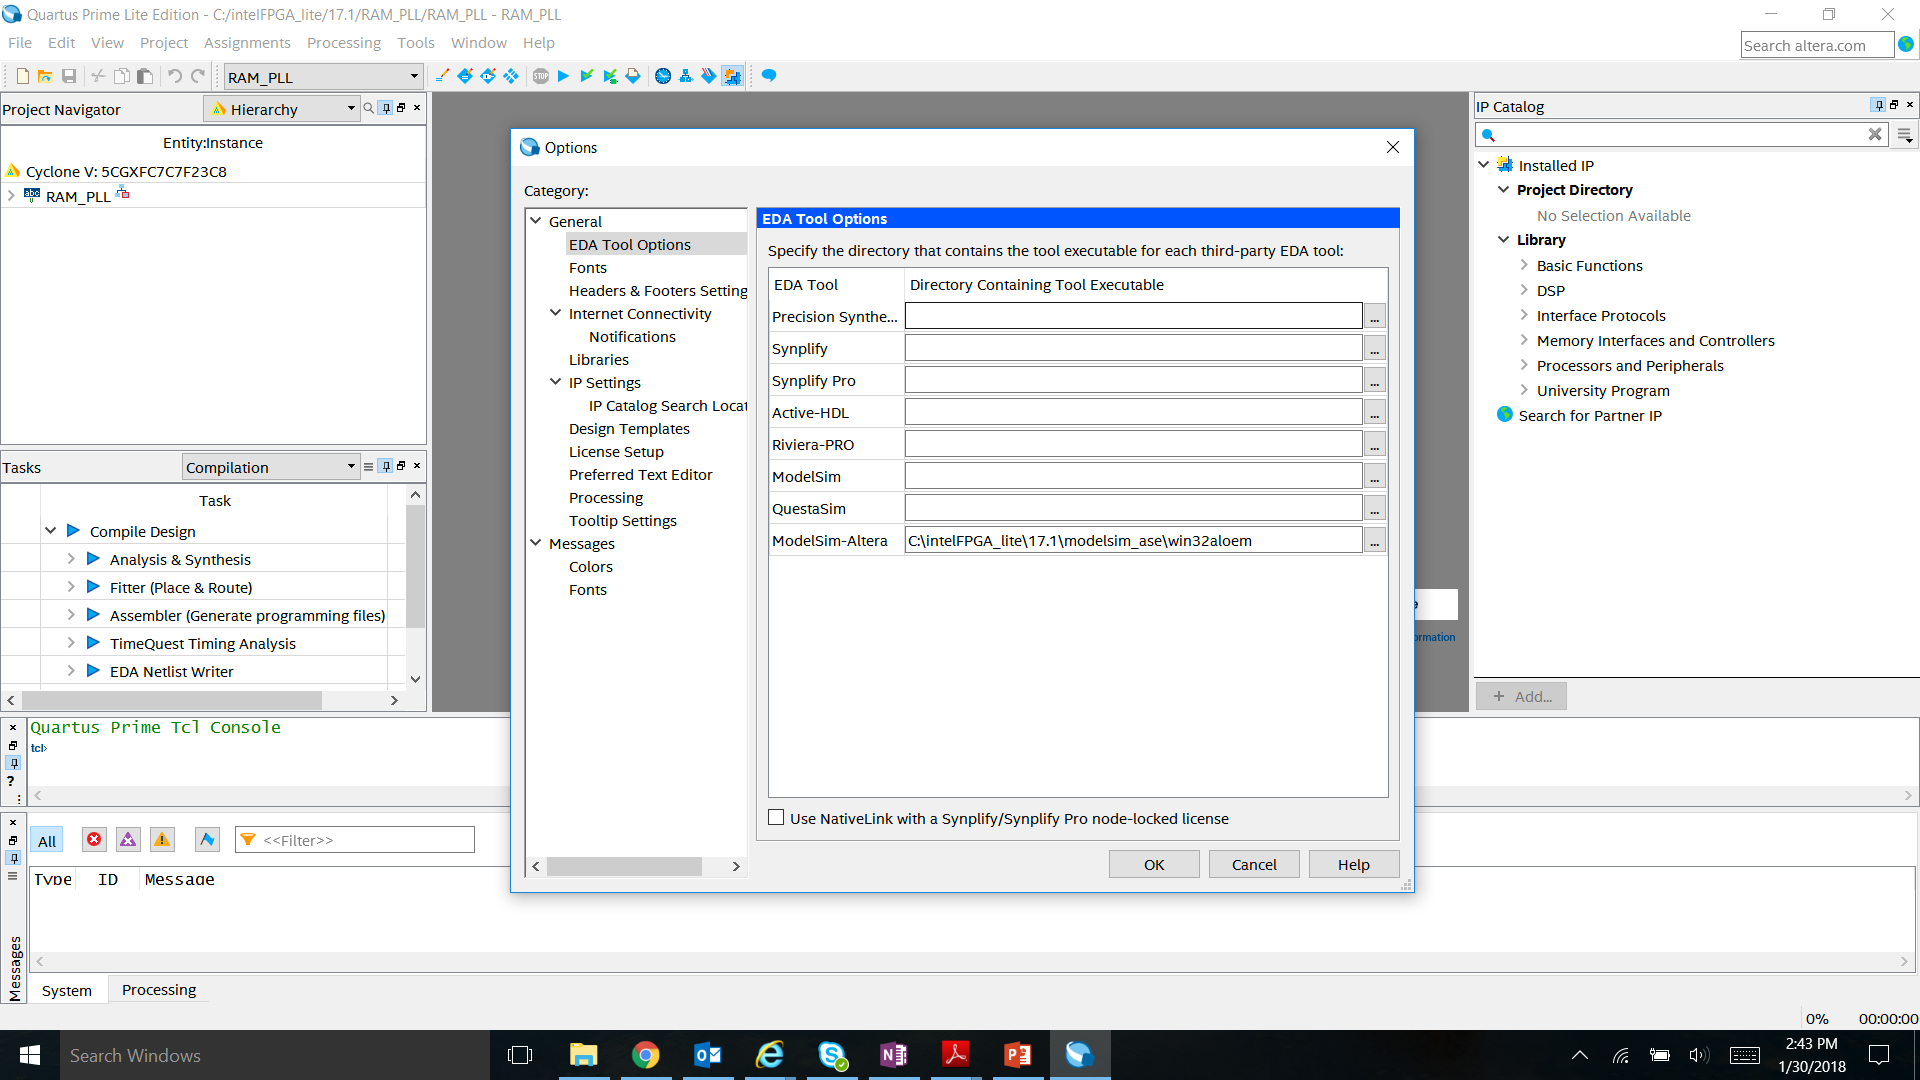 Quartus Prime Lite Edition - C:/intelFPGA_lite/17.1/RAM_PLL/RAM_PLL - RAM_PLL
File Edit View Project Assignments Processing Tools Window Help
Search altera.com
RAM_PLL
STOP
Project Navigator
Hierarchy
Entity:Instance
Cyclone V: 5CGXFC7C7F23C8
abc RAM_PLL
Tasks
Compilation
Task
Compile Design
Analysis & Synthesis
Fitter (Place & Route)
Assembler (Generate programming files)
TimeQuest Timing Analysis
EDA Netlist Writer
Options
Category:
General
EDA Tool Options
Fonts
Headers & Footers Setting
Internet Connectivity
Notifications
Libraries
IP Settings
IP Catalog Search Locat
Design Templates
License Setup
Preferred Text Editor
Processing
Tooltip Settings
Messages
Colors
Fonts
EDA Tool Options
Specify the directory that contains the tool executable for each third-party EDA tool:
EDA Tool Directory Containing Tool Executable
Precision Synthe... ...
Synplify ...
Synplify Pro ...
Active-HDL ...
Riviera-PRO ...
ModelSim ...
QuestaSim ...
ModelSim-Altera C:\intelFPGA_lite\17.1\modelsim_ase\win32aloem ...
Use NativeLink with a Synplify/Synplify Pro node-locked license
OK Cancel Help
e
ormation
IP Catalog
Installed IP
Project Directory
No Selection Available
Library
Basic Functions
DSP
Interface Protocols
Memory Interfaces and Controllers
Processors and Peripherals
University Program
Search for Partner IP
+ Add...
Quartus Prime Tcl Console
tcl>
All
<<Filter>>
Type ID Message
Messages
System Processing
0% 00:00:00
Search Windows
2:43 PM
1/30/2018